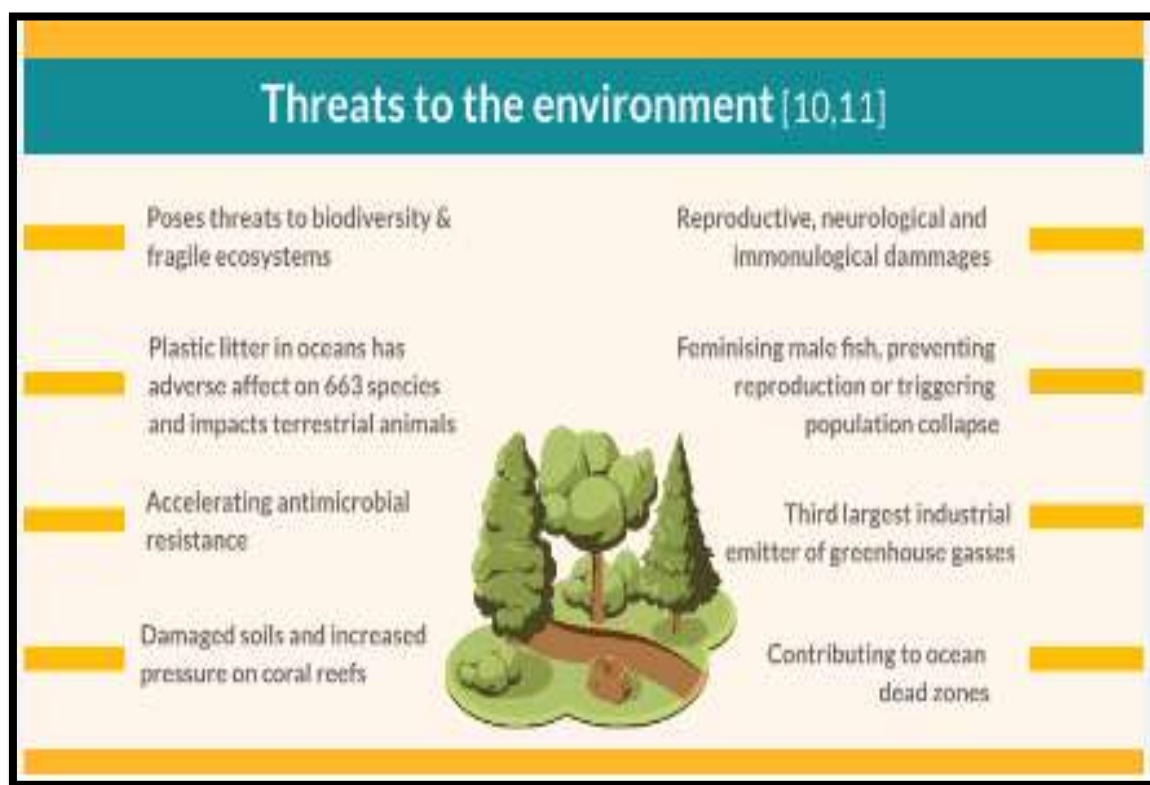 Threats to the environment [10,11]
Poses threats to biodiversity &
fragile ecosystems
Plastic litter in oceans has
adverse affect on 663 species
and impacts terrestrial animals
Accelerating antimicrobial
resistance
Damaged soils and increased
pressure on coral reefs
Reproductive, neurological and
immonulogical dammages
Feminising male fish, preventing
reproduction or triggering
population collapse
Third largest industrial
emitter of greenhouse gasses
Contributing to ocean
dead zones